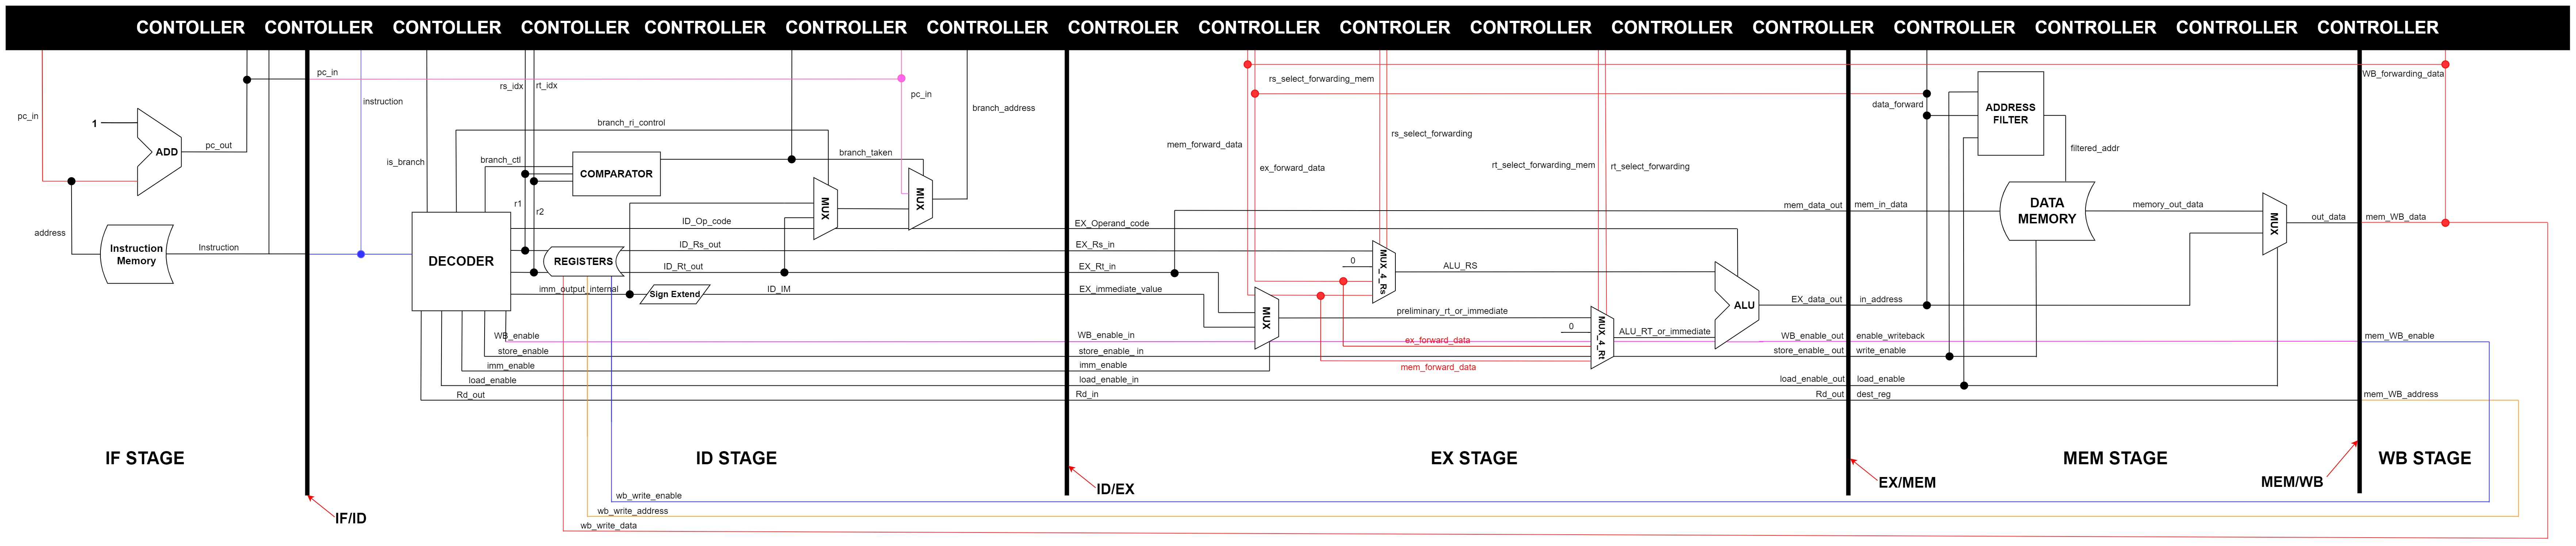 CONTOLLER CONTROLLER CONTROLLER CONTROLLER CONTROLLER CONTROLLER CONTROLLER CONTROLER CONTROLLER CONTROLER CONTROLLER CONTROLLER CONTROLLER CONTROLLER CONTROLLER CONTROLLER CONTROLLER
pc_in
pc_in
1
ADD
pc_out
address
Instruction
Memory
Instruction
IF STAGE
IF/ID
pc_in
instruction
is_branch
rs_idx
rt_idx
branch_ri_control
branch_ctl
COMPARATOR
branch_taken
branch_address
MUX
MUX
r1
r2
ID_Op_code
DECODER
REGISTERS
ID_Rs_out
ID_Rt_out
imm_output_internal
Sign Extend
ID_IM
WB_enable
store_enable
imm_enable
load_enable
Rd_out
ID STAGE
wb_write_enable
wb_write_address
wb_write_data
ID/EX
EX_Operand_code
EX_Rs_in
EX_Rt_in
EX_immediate_value
WB_enable_in
store_enable_ in
imm_enable
load_enable_in
Rd_in
rs_select_forwarding_mem
mem_forward_data
ex_forward_data
rs_select_forwarding
rt_select_forwarding_mem
rt_select_forwarding
0
MUX_4_Rs
ALU_RS
MUX
preliminary_rt_or_immediate
0
MUX_4_Rt
ALU_RT_or_immediate
ex_forward_data
mem_forward_data
ALU
EX STAGE
mem_data_out
EX_data_out
WB_enable_out
store_enable_ out
load_enable_out
Rd_out
EX/MEM
data_forward
ADDRESS
FILTER
filtered_addr
mem_in_data
DATA
MEMORY
memory_out_data
MUX
out_data
in_address
enable_writeback
write_enable
load_enable
dest_reg
MEM STAGE
MEM/WB
WB_forwarding_data
mem_WB_data
mem_WB_enable
mem_WB_address
WB STAGE